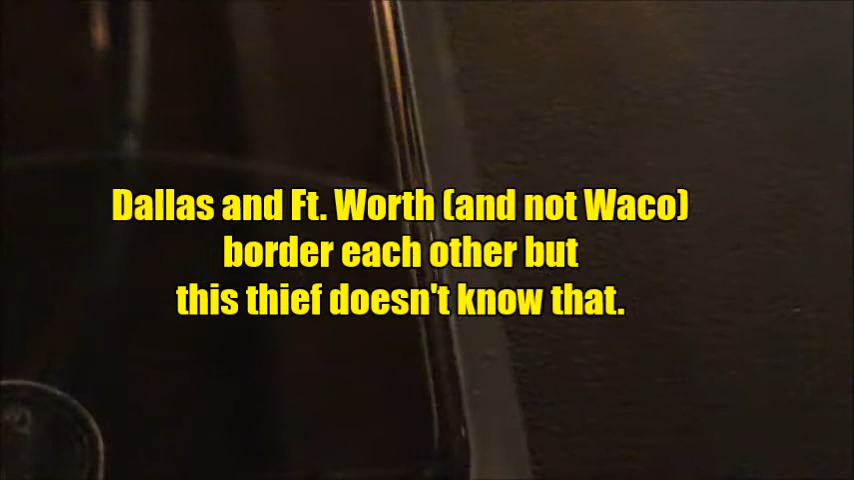 Dallas and Ft. Worth (and not Waco)
border each other but
this thief doesn't know that.